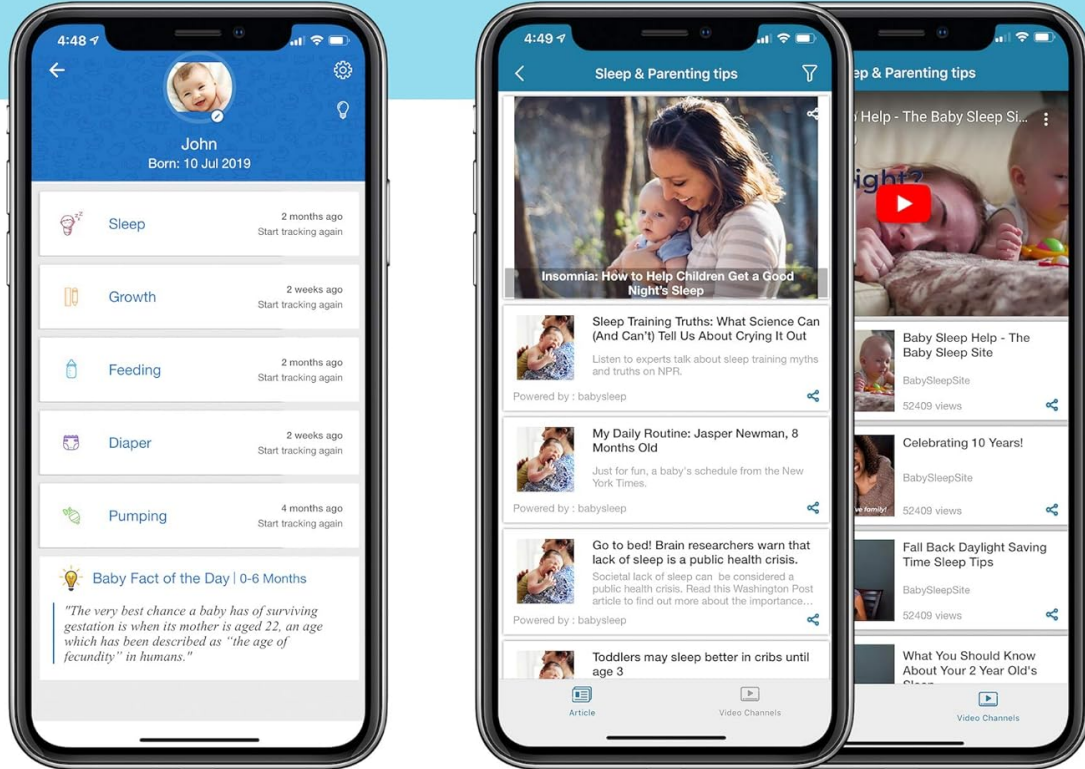 4:48
John
Born: 10 Jul 2019
Sleep
2 months ago
Start tracking again
Growth
2 weeks ago
Start tracking again
Feeding
2 months ago
Start tracking again
Diaper
2 weeks ago
Start tracking again
Pumping
4 months ago
Start tracking again
Baby Fact of the Day | 0-6 Months
"The very best chance a baby has of surviving
gestation is when its mother is aged 22, an age
which has been described as “the age of
fecundity” in humans."
4:49
Sleep & Parenting tips
Insomnia: How to Help Children Get a Good
Night's Sleep
Sleep Training Truths: What Science Can
(And Can't) Tell Us About Crying It Out
Listen to experts talk about sleep training myths
and truths on NPR.
Powered by : babysleep
My Daily Routine: Jasper Newman, 8
Months Old
Just for fun, a baby's schedule from the New
York Times.
Powered by : babysleep
Go to bed! Brain researchers warn that
lack of sleep is a public health crisis.
Societal lack of sleep can be considered a
public health crisis. Read this Washington Post
article to find out more about the importance...
Powered by : babysleep
Toddlers may sleep better in cribs until
age 3
Article
Video Channels
ep & Parenting tips
Help - The Baby Sleep Si...
ight?
Baby Sleep Help - The
Baby Sleep Site
BabySleepSite
52409 views
Celebrating 10 Years!
BabySleepSite
52409 views
ve family!
Fall Back Daylight Saving
Time Sleep Tips
BabySleepSite
52409 views
What You Should Know
About Your 2 Year Old's
Video Channels